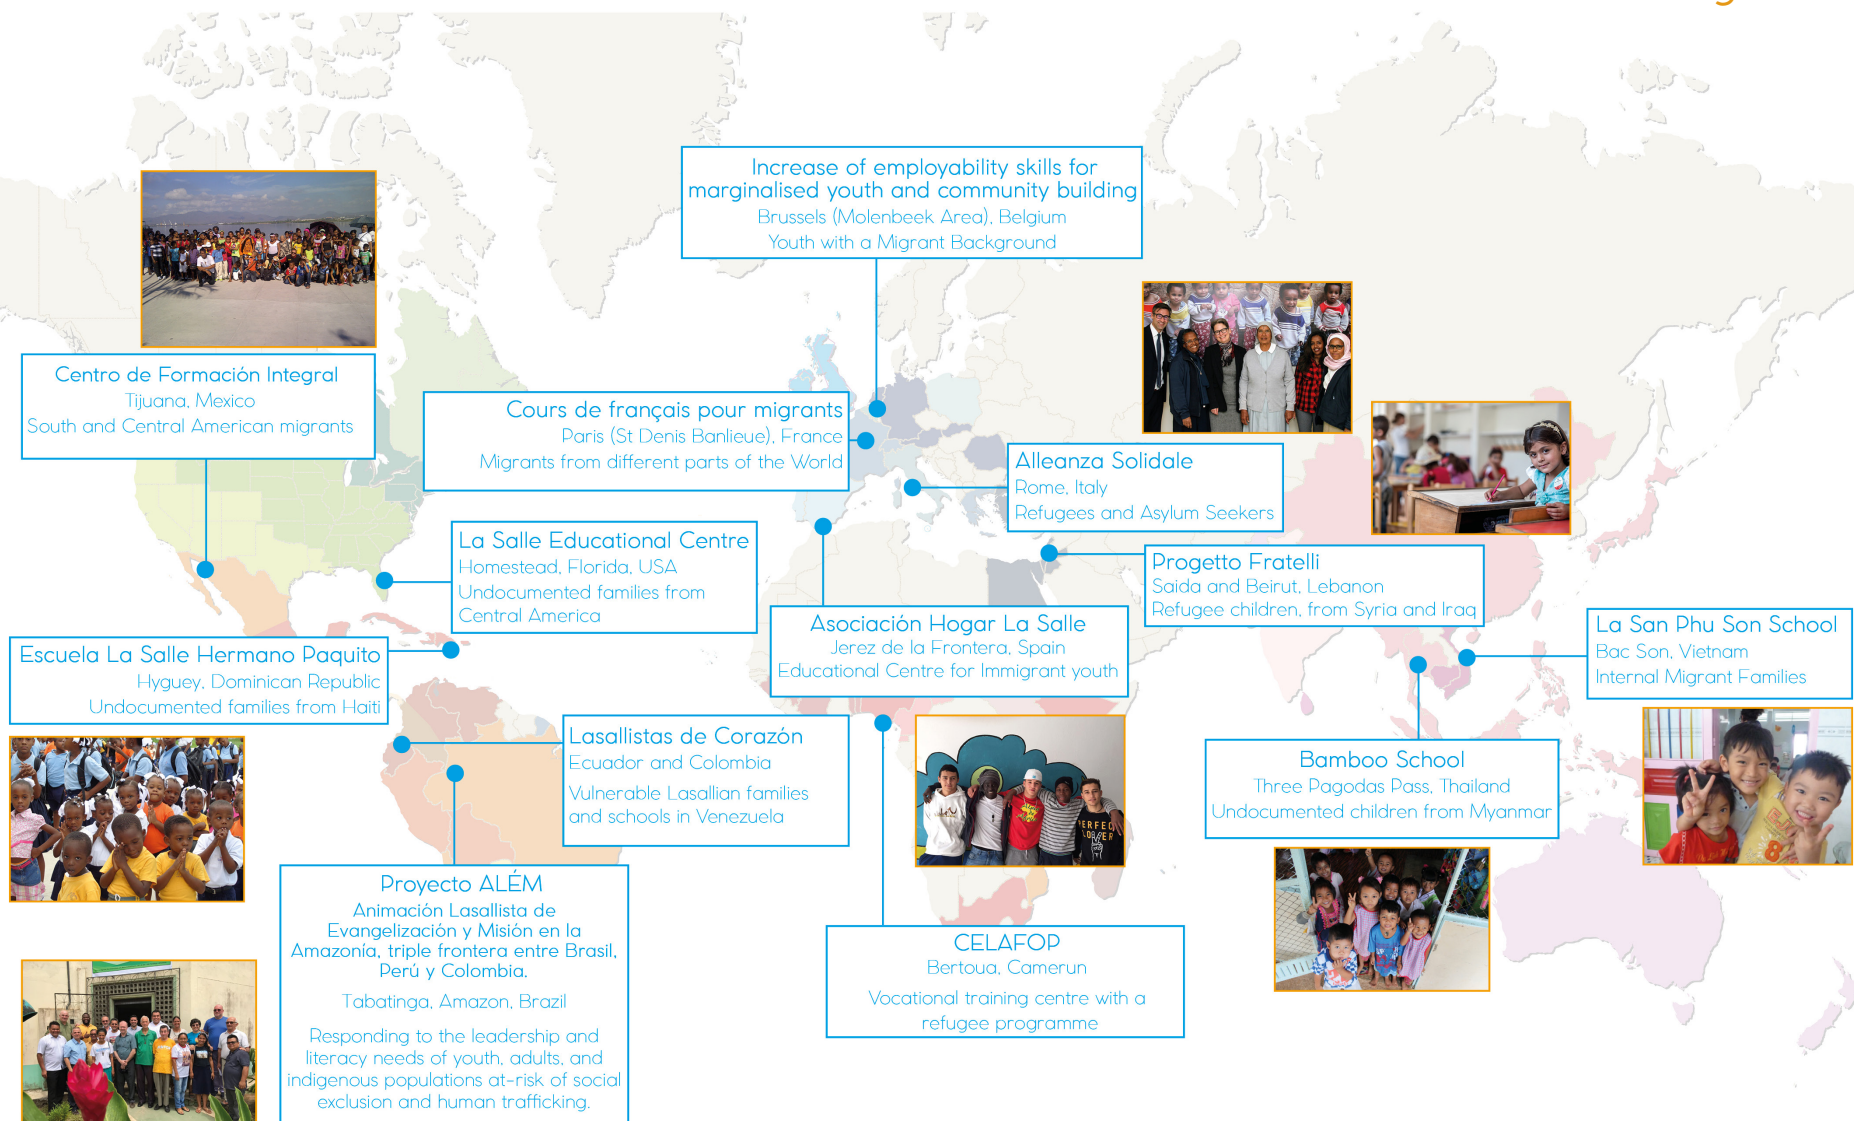 Increase of employability skills for
marginalised youth and community building
Brussels (Molenbeek Area), Belgium
Youth with a Migrant Background
Centro de Formación Integral
Tijuana, Mexico
South and Central American migrants
Cours de français pour migrants
Paris (St Denis Banlieue), France
Migrants from different parts of the World
Alleanza Solidale
Rome, Italy
Refugees and Asylum Seekers
La Salle Educational Centre
Homestead, Florida, USA
Undocumented families from
Central America
Progetto Fratelli
Saida and Beirut, Lebanon
Refugee children, from Syria and Iraq
Asociación Hogar La Salle
Jerez de la Frontera, Spain
Educational Centre for Immigrant youth
La San Phu Son School
Bac Son, Vietnam
Internal Migrant Families
Escuela La Salle Hermano Paquito
Hyguey, Dominican Republic
Undocumented families from Haiti
Lasallistas de Corazón
Ecuador and Colombia
Vulnerable Lasallian families
and schools in Venezuela
Bamboo School
Three Pagodas Pass, Thailand
Undocumented children from Myanmar
Proyecto ALÉM
Animación Lasallista de
Evangelización y Misión en la
Amazonía, triple frontera entre Brasil,
Perú y Colombia.
Tabatinga, Amazon, Brazil
Responding to the leadership and
literacy needs of youth, adults, and
indigenous populations at-risk of social
exclusion and human trafficking.
CELAFOP
Bertoua, Camerun
Vocational training centre with a
refugee programme